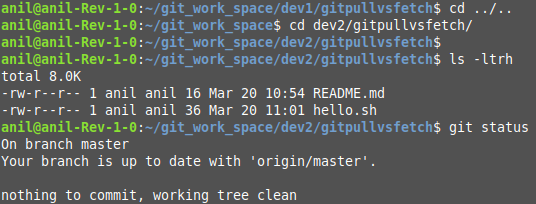 anil@anil-Rev-1-0:~/git_work_space/dev1/gitpullvsfetch$ cd ../..
anil@anil-Rev-1-0:~/git_work_space$ cd dev2/gitpullvsfetch/
anil@anil-Rev-1-0:~/git_work_space/dev2/gitpullvsfetch$
anil@anil-Rev-1-0:~/git_work_space/dev2/gitpullvsfetch$ ls -ltrh
total 8.0K
-rw-r--r-- 1 anil anil 16 Mar 20 10:54 README.md
-rw-r--r-- 1 anil anil 36 Mar 20 11:01 hello.sh
anil@anil-Rev-1-0:~/git_work_space/dev2/gitpullvsfetch$ git status
On branch master
Your branch is up to date with 'origin/master'.
nothing to commit, working tree clean